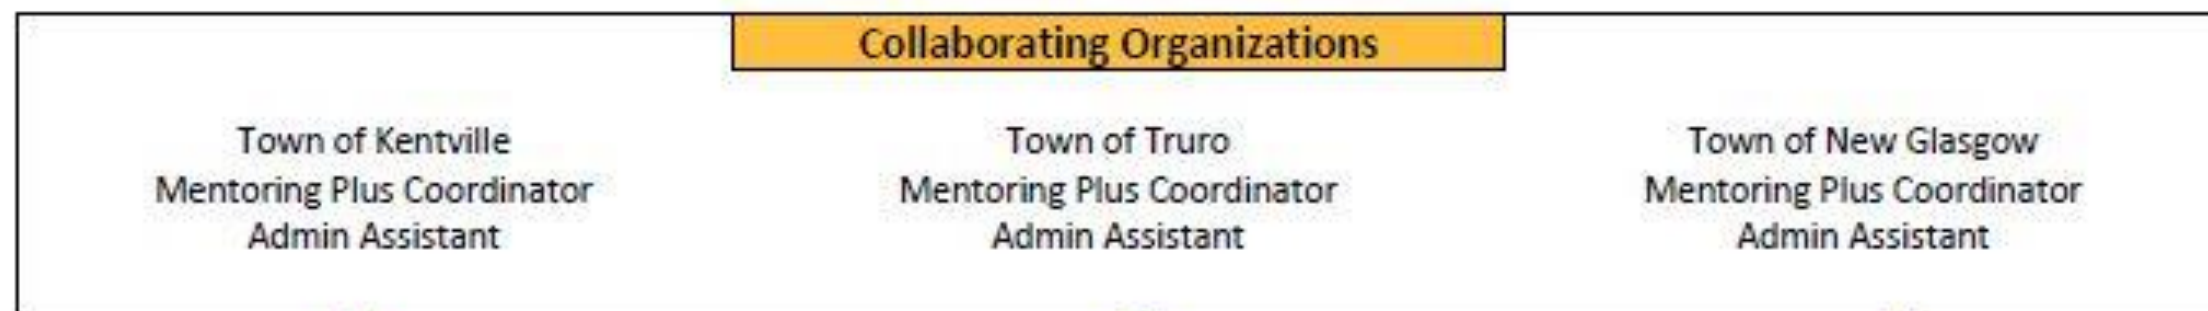 Collaborating Organizations
Town of Kentville
Mentoring Plus Coordinator
Admin Assistant
Town of Truro
Mentoring Plus Coordinator
Admin Assistant
Town of New Glasgow
Mentoring Plus Coordinator
Admin Assistant